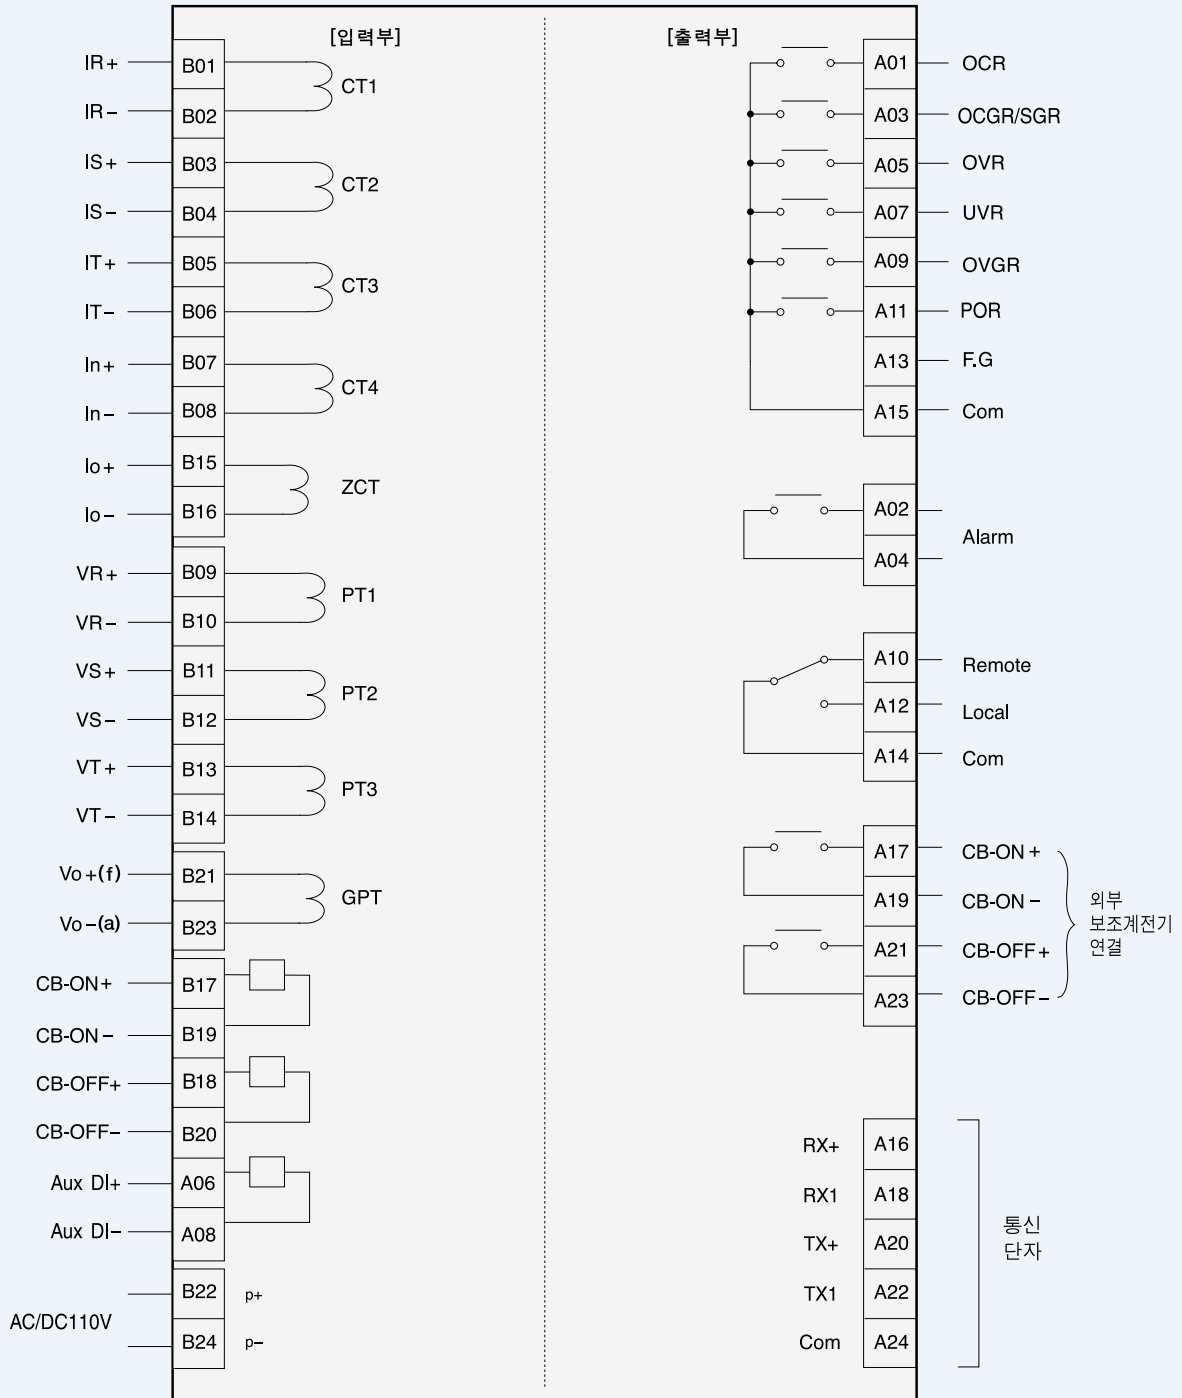 [입력부]
IR+ B01 CT1
IR- B02
IS+ B03 CT2
IS- B04
IT+ B05 CT3
IT- B06
In+ B07 CT4
In- B08
Io+ B15 ZCT
Io- B16
VR+ B09 PT1
VR- B10
VS+ B11 PT2
VS- B12
VT+ B13 PT3
VT- B14
Vo+(f) B21 GPT
Vo-(a) B23
CB-ON+ B17
CB-ON- B19
CB-OFF+ B18
CB-OFF- B20
Aux DI+ A06
Aux DI- A08
AC/DC110V
B22 p+
B24 p-
[출력부]
A01 OCR
A03 OCGR/SGR
A05 OVR
A07 UVR
A09 OVGR
A11 POR
A13 F.G
A15 Com
A02
Alarm
A04
A10 Remote
A12 Local
A14 Com
A17 CB-ON+
A19 CB-ON-
A21 CB-OFF+
A23 CB-OFF-
외부
보조계전기
연결
RX+ A16
RX1 A18
TX+ A20
TX1 A22
Com A24
통신
단자